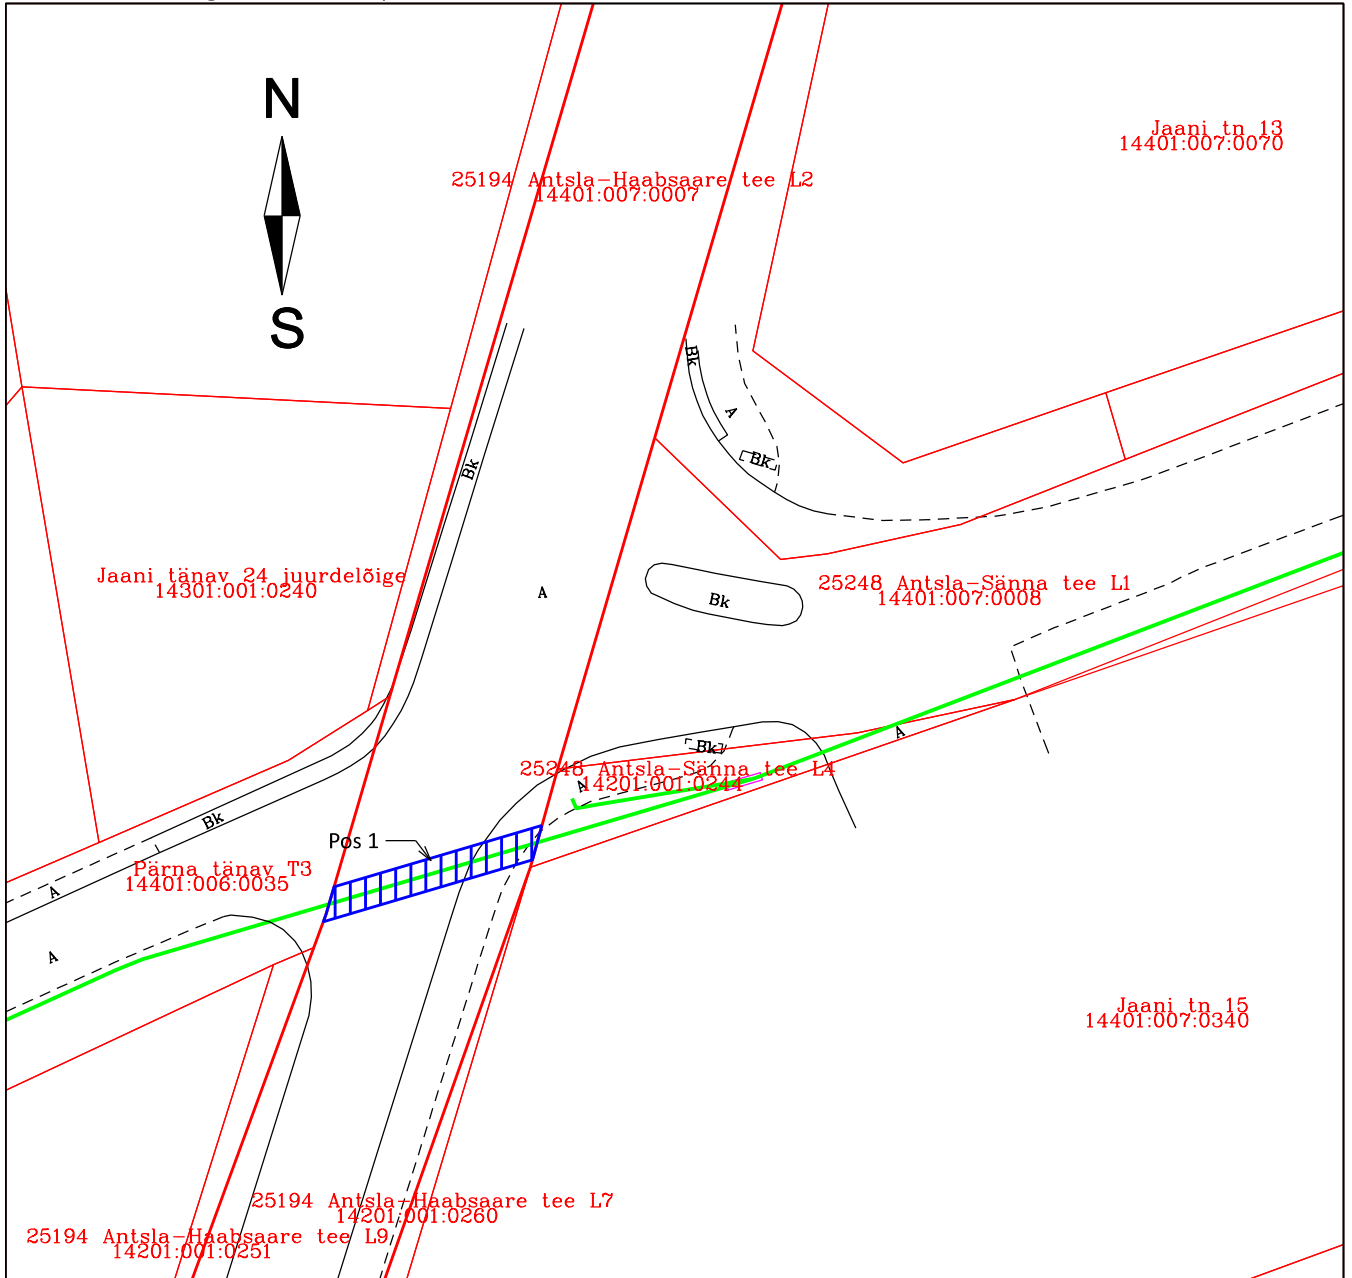 N
Jaani tn 13
14401:007:0070
25194 Antsla-Haabsaare tee L2
14401:007:0007
S
Bk
A
Bk
Bk
Jaani tänav 24 juurdelõige
14301:001:0240
A
Bk
25248 Antsla-Sänna tee L1
14401:007:0008
A
Bk
25248 Antsla-Sänna tee L4
14201:001:0244
A
Bk
Pos 1
Pärna tänav T3
14401:006:0035
A
A
Jaani tn 15
14401:007:0340
25194 Antsla-Haabsaare tee L7
14201:001:0260
25194 Antsla-Haabsaare tee L9
14201:001:0251